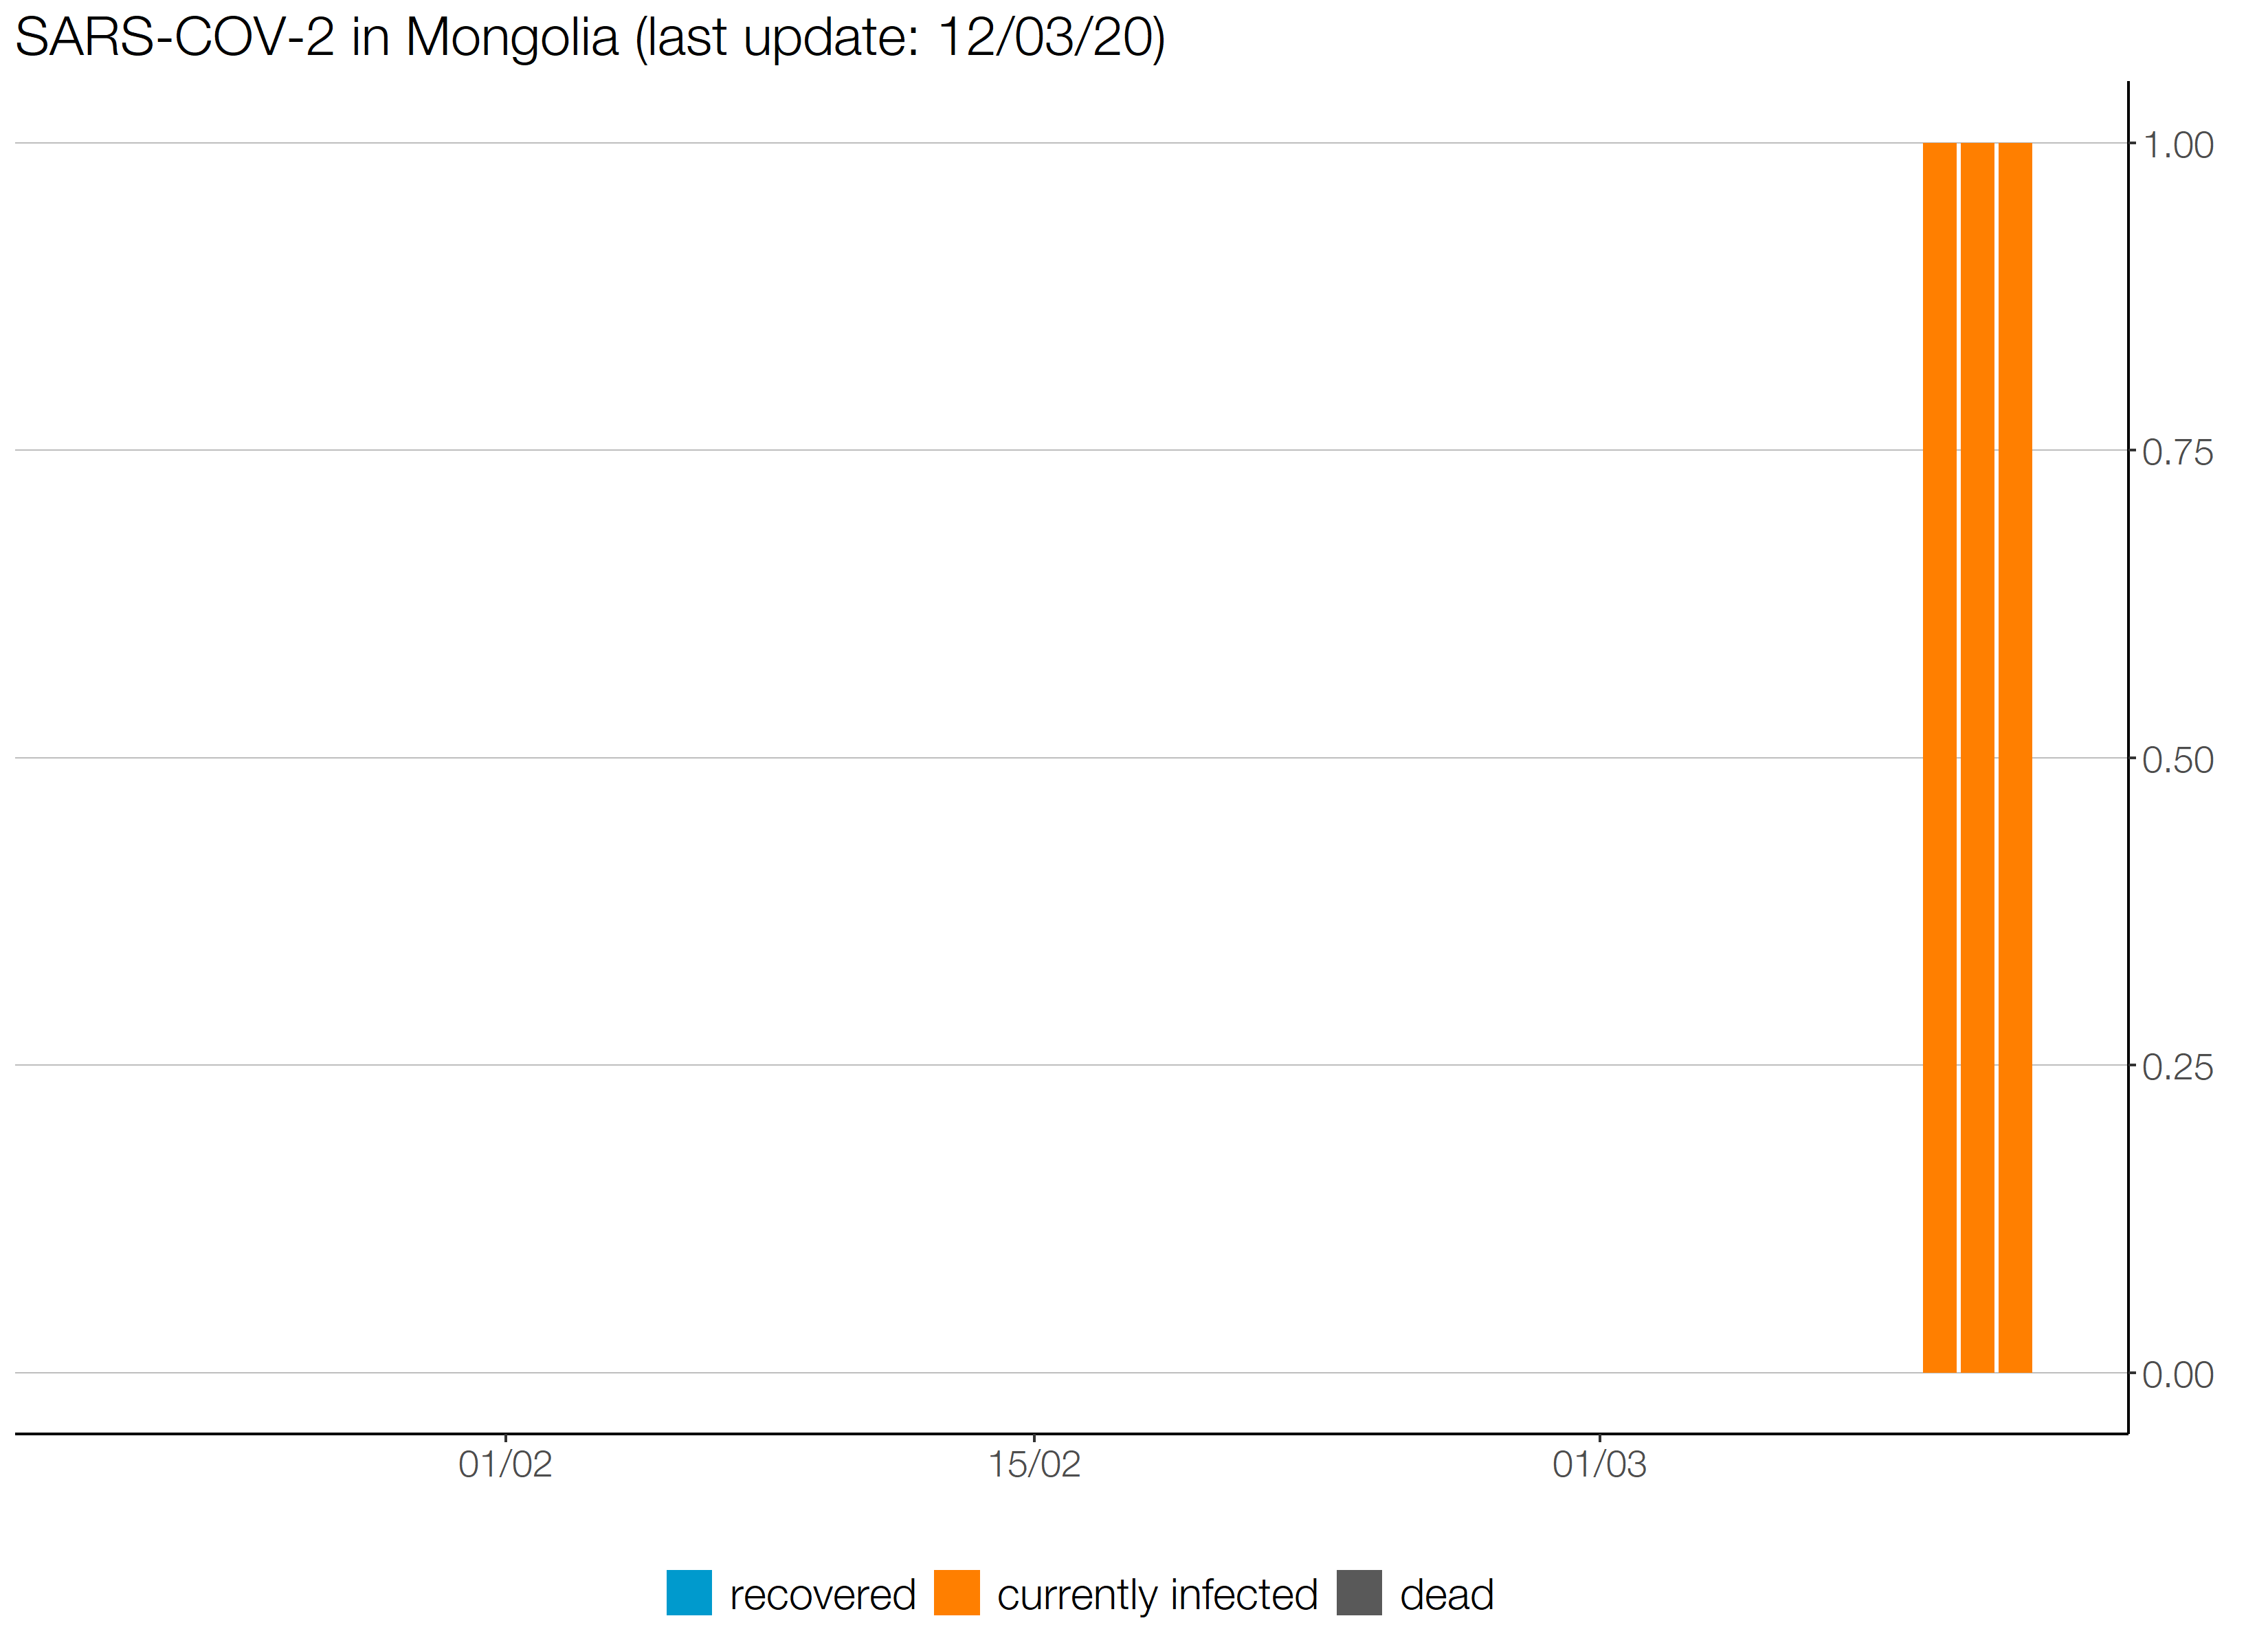 SARS-COV-2 in Mongolia (last update: 12/03/20)
1.00
0.75
0.50
0.25
0.00
01/02 15/02 01/03
recovered currently infected dead